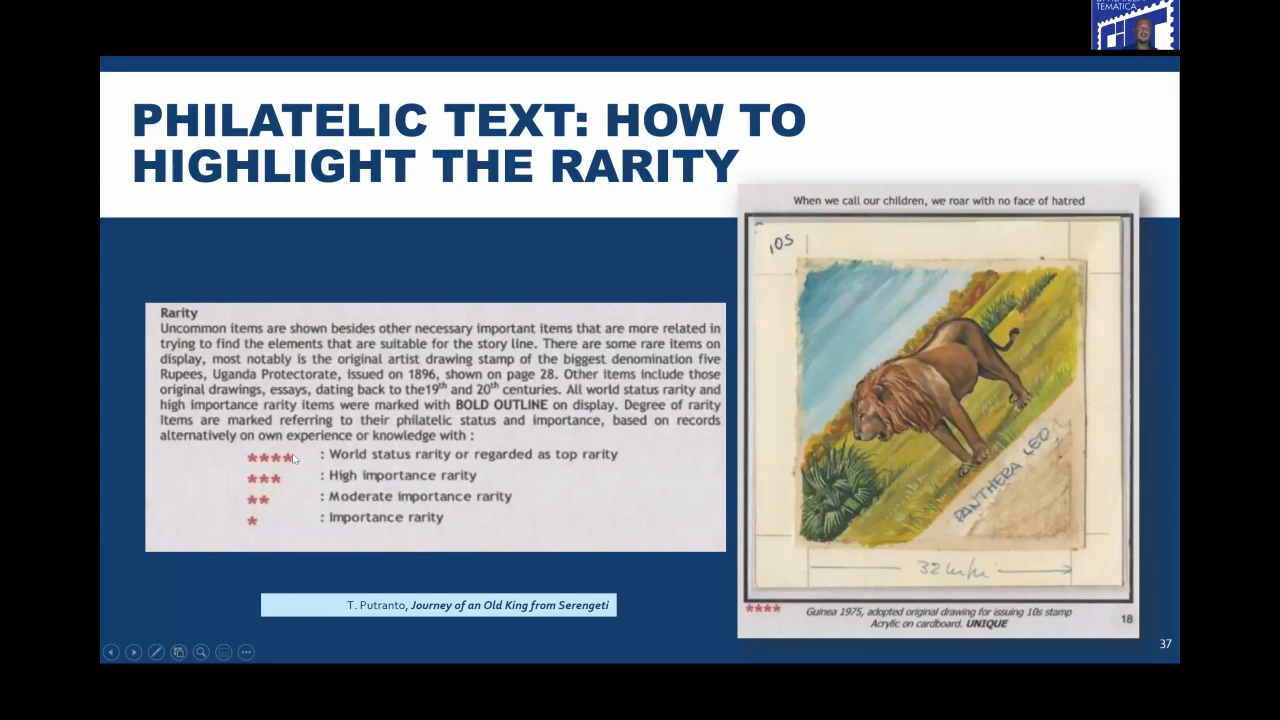 TEMATICA
PHILATELIC TEXT: HOW TO
HIGHLIGHT THE RARITY
When we call our children, we roar with no face of hatred
10S
PANTHERA LEO
Rarity
Uncommon items are shown besides other necessary important items that are more related in
trying to find the elements that are suitable for the story line. There are some rare items on
display, most notably is the original artist drawing stamp of the biggest denomination five
Rupees, Uganda Protectorate, issued on 1896, shown on page 28. Other items include those
original drawings, essays, dating back to the19th and 20th centuries. All world status rarity and
high importance rarity items were marked with BOLD OUTLINE on display. Degree of rarity
Items are marked referring to their philatelic status and importance, based on records
alternatively on own experience or knowledge with :
**** : World status rarity or regarded as top rarity
*** : High importance rarity
** : Moderate importance rarity
* : Importance rarity
32
T. Putranto, Journey of an Old King from Serengeti
**** Guinea 1975, adopted original drawing for issuing 10s stamp
Acrylic on cardboard. UNIQUE
18
37